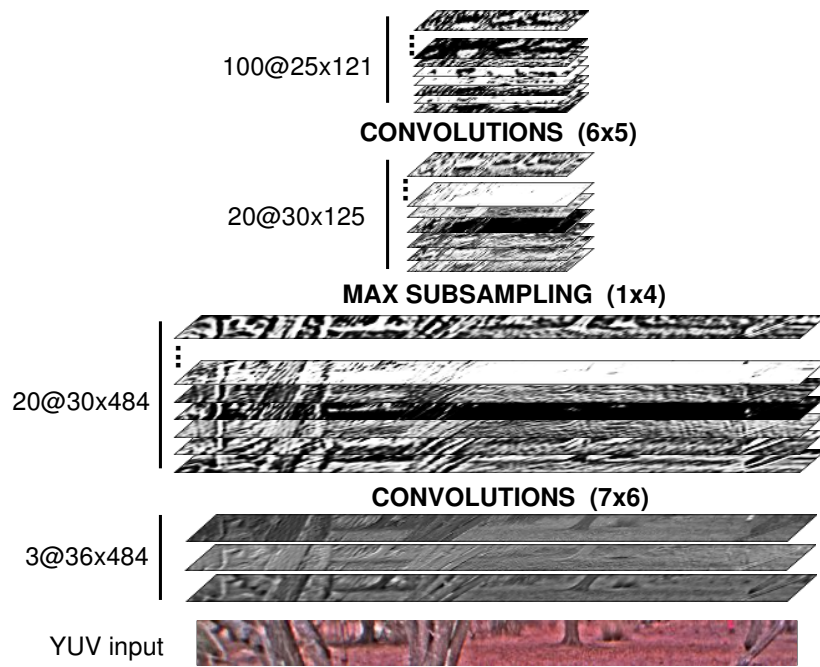 100@25x121
CONVOLUTIONS (6x5)
20@30x125
MAX SUBSAMPLING (1x4)
20@30x484
CONVOLUTIONS (7x6)
3@36x484
YUV input